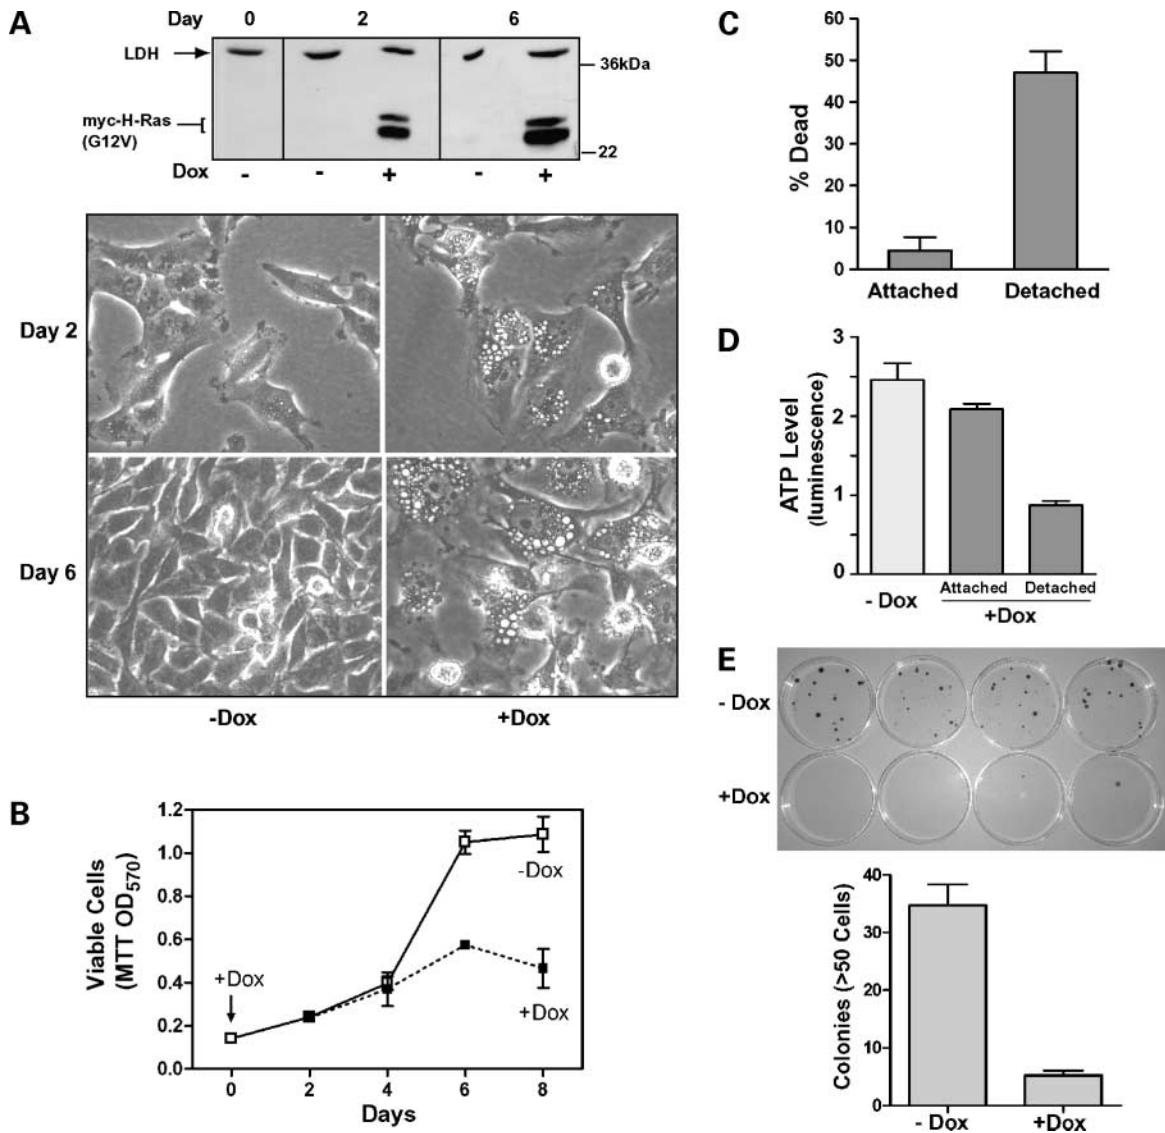 A
Day 0 2 6
LDH
36kDa
myc-H-Ras
(G12V)
22
Dox - - + - +
Day 2
Day 6
-Dox +Dox
B
Viable Cells
(MTT OD570)
1.2
1.0
0.8
0.6
0.4
0.2
0.0
+Dox
-Dox
+Dox
0 2 4 6 8
Days
C
% Dead
60
50
40
30
20
10
0
Attached Detached
D
ATP Level
(luminescence)
3
2
1
0
- Dox
Attached Detached
+Dox
E
- Dox
+Dox
Colonies (>50 Cells)
40
30
20
10
0
- Dox +Dox